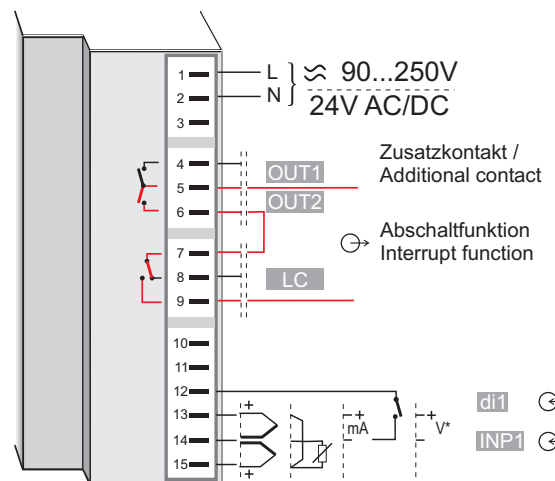 1 L ≂ 90...250V
2 N 24V AC/DC
3
4 Zusatzkontakt /
5 OUT1 Additional contact
6 OUT2
Abschaltfunktion
7 Interrupt function
8 LC
9
10
11
12 di1
13 + + + 
mA V*
14 INP1
15 +